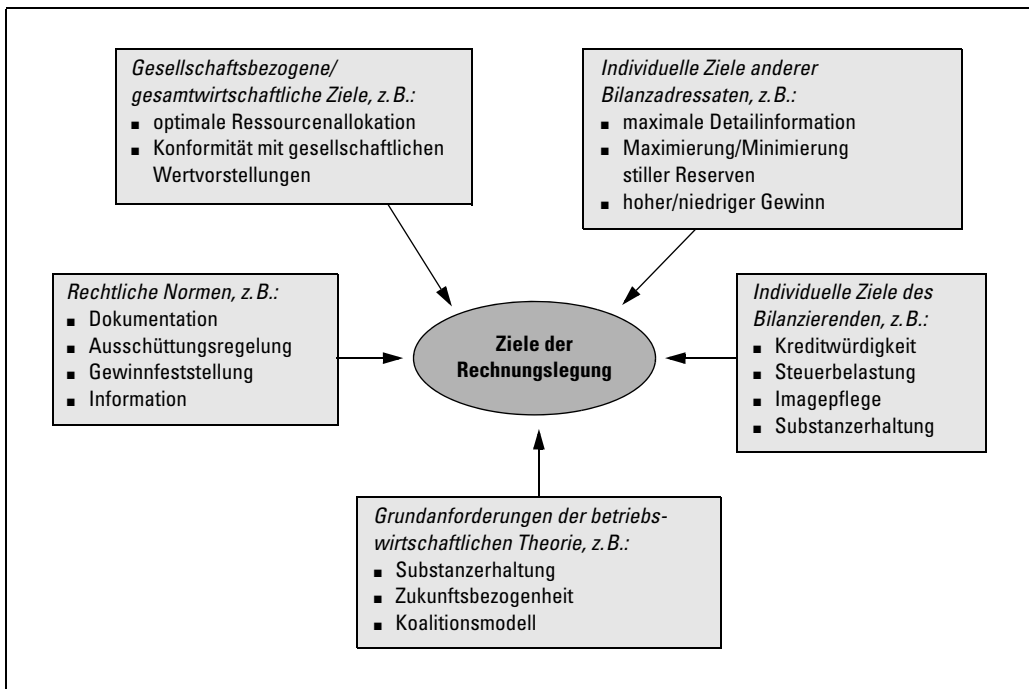 Gesellschaftsbezogene/
gesamtwirtschaftliche Ziele, z.B.:
■ optimale Ressourcenallokation
■ Konformität mit gesellschaftlichen
Wertvorstellungen
Individuelle Ziele anderer
Bilanzadressaten, z.B.:
■ maximale Detailinformation
■ Maximierung/Minimierung
stiller Reserven
■ hoher/niedriger Gewinn
Rechtliche Normen, z.B.:
■ Dokumentation
■ Ausschüttungsregelung
■ Gewinnfeststellung
■ Information
Ziele der
Rechnungslegung
Individuelle Ziele des
Bilanzierenden, z.B.:
■ Kreditwürdigkeit
■ Steuerbelastung
■ Imagepflege
■ Substanzerhaltung
Grundanforderungen der betriebs-
wirtschaftlichen Theorie, z.B.:
■ Substanzerhaltung
■ Zukunftsbezogenheit
■ Koalitionsmodell